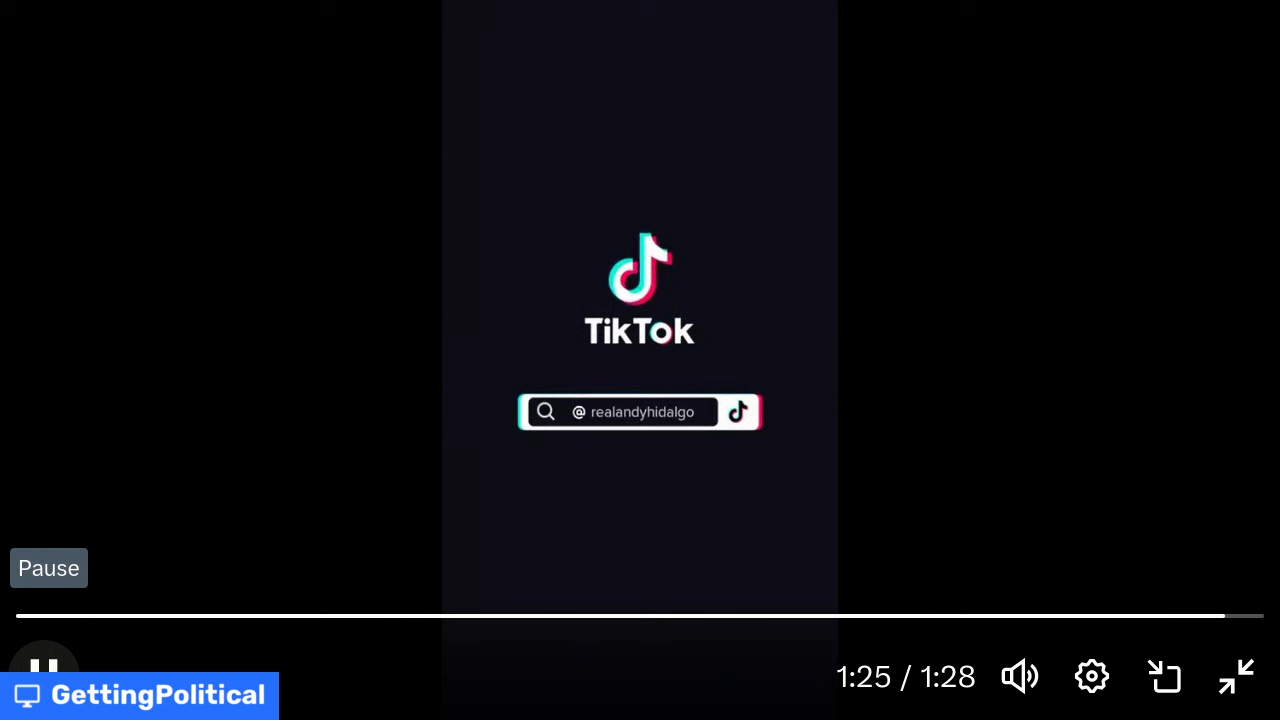 TikTok
@ realandyhidalgo
Pause
1:25 / 1:28
GettingPolitical